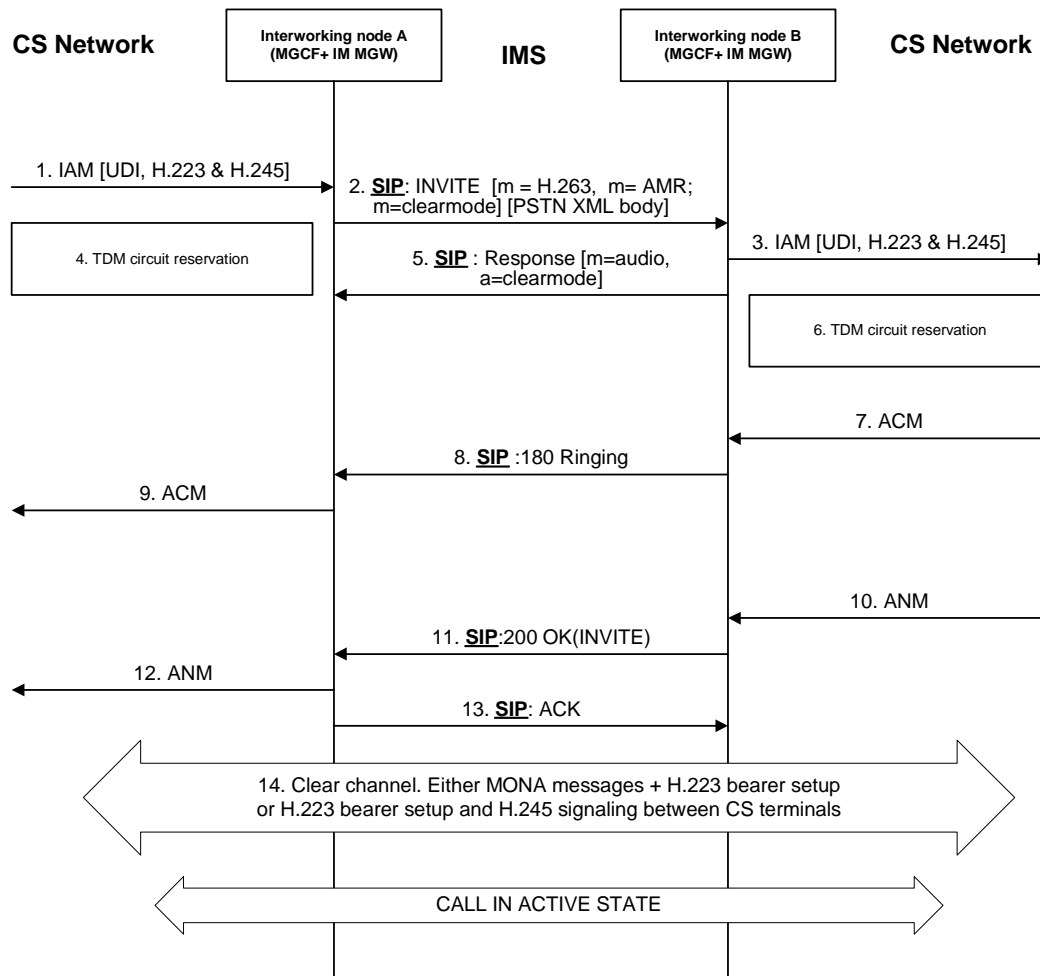 CS Network
Interworking node A
(MGCF+ IM MGW)
IMS
Interworking node B
(MGCF+ IM MGW)
CS Network
1. IAM [UDI, H.223 & H.245]
2. SIP: INVITE [m = H.263, m= AMR;
m=clearmode] [PSTN XML body]
3. IAM [UDI, H.223 & H.245]
4. TDM circuit reservation
5. SIP : Response [m=audio,
a=clearmode]
6. TDM circuit reservation
7. ACM
8. SIP :180 Ringing
9. ACM
10. ANM
11. SIP:200 OK(INVITE)
12. ANM
13. SIP: ACK
14. Clear channel. Either MONA messages + H.223 bearer setup
or H.223 bearer setup and H.245 signaling between CS terminals
CALL IN ACTIVE STATE